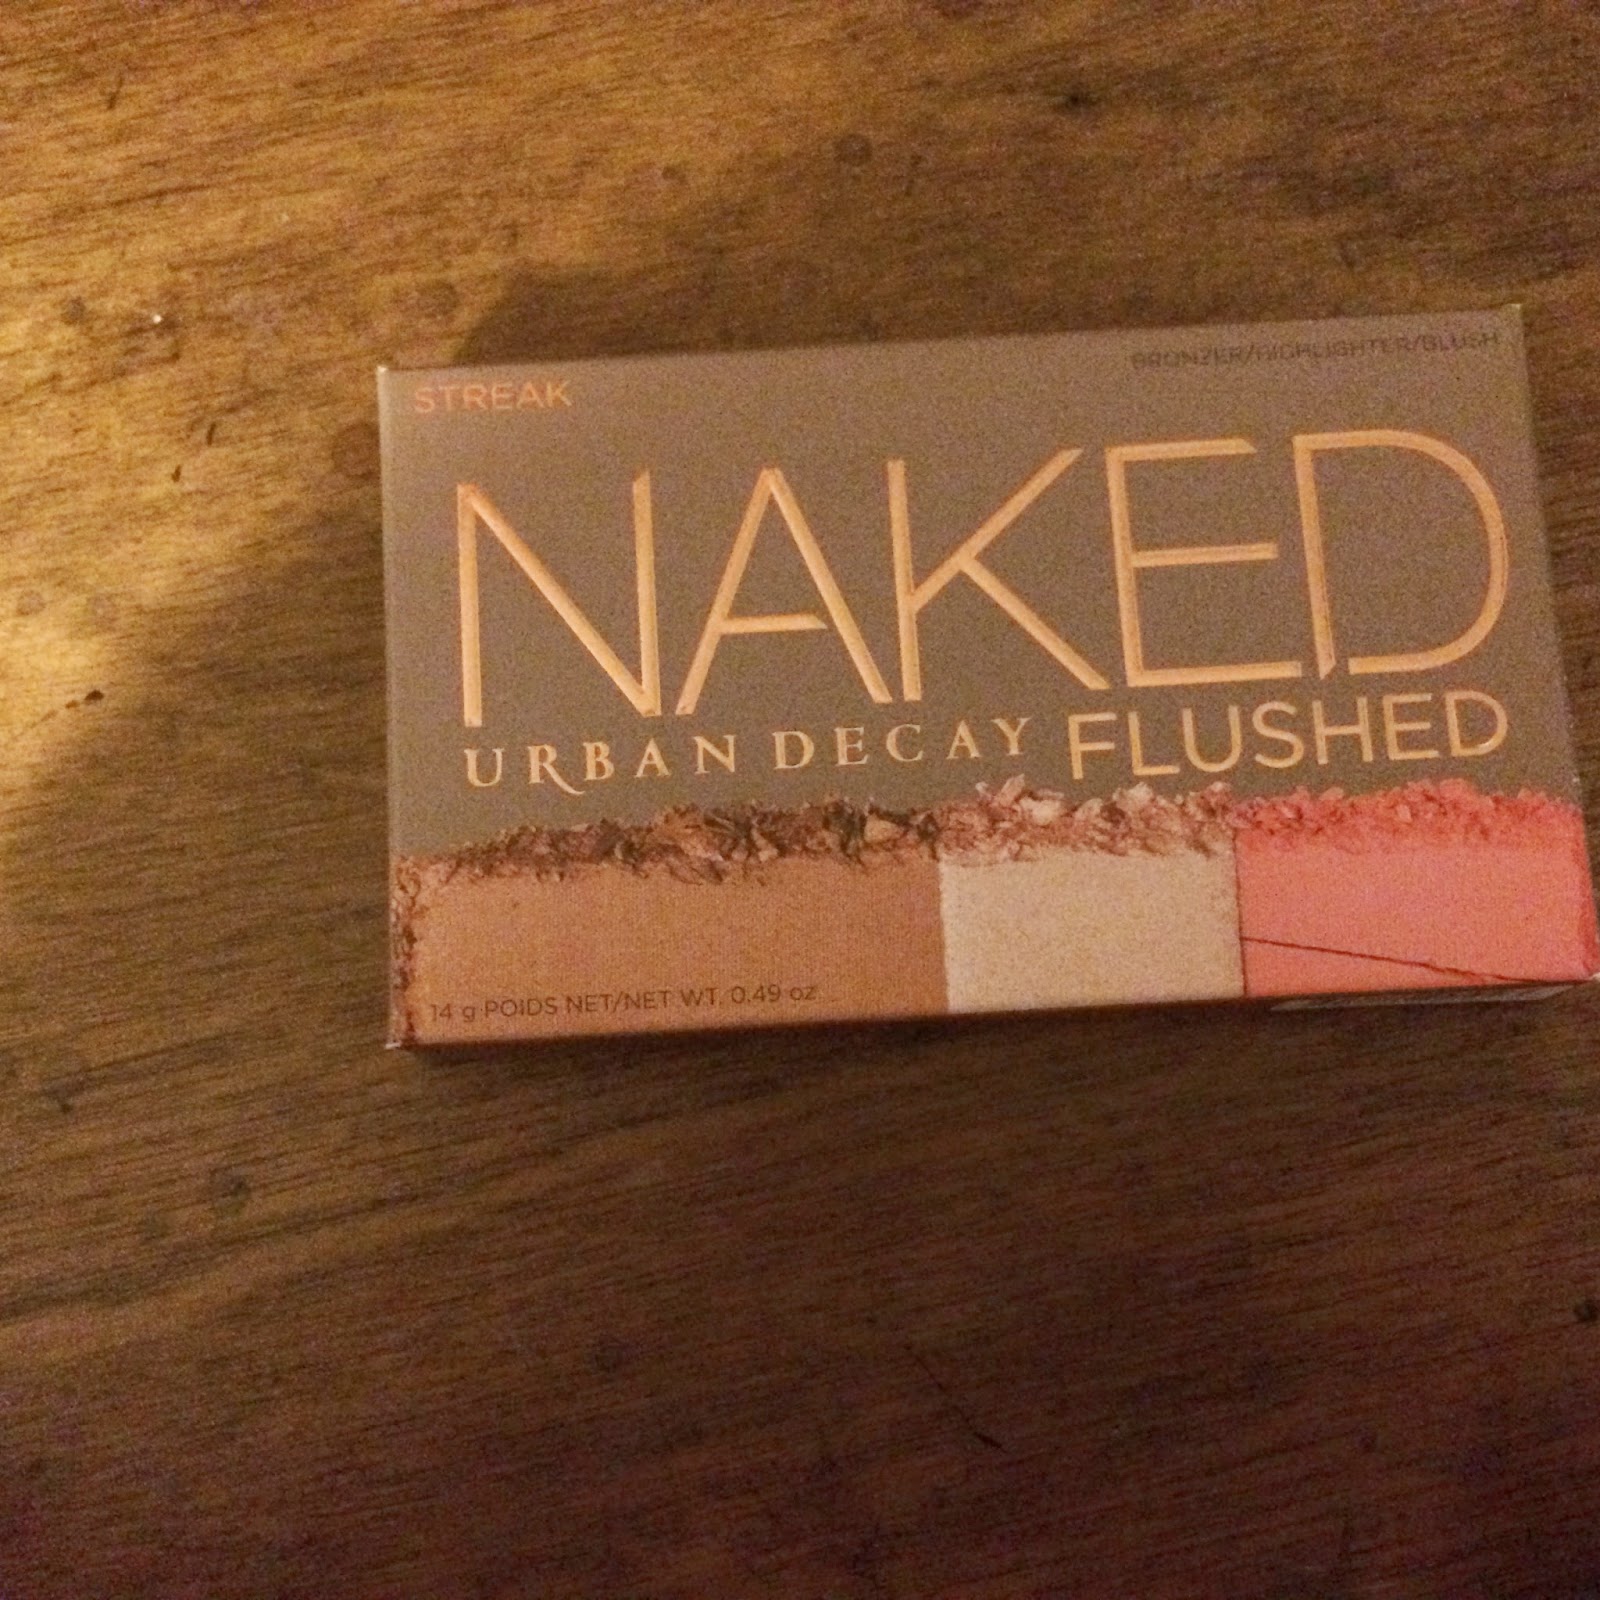 STREAK
BRONZER/HIGHLIGHTER/BLUSH
NAKED
URBAN DECAY FLUSHED
14 g POIDS NET/NET WT. 0.49 oz